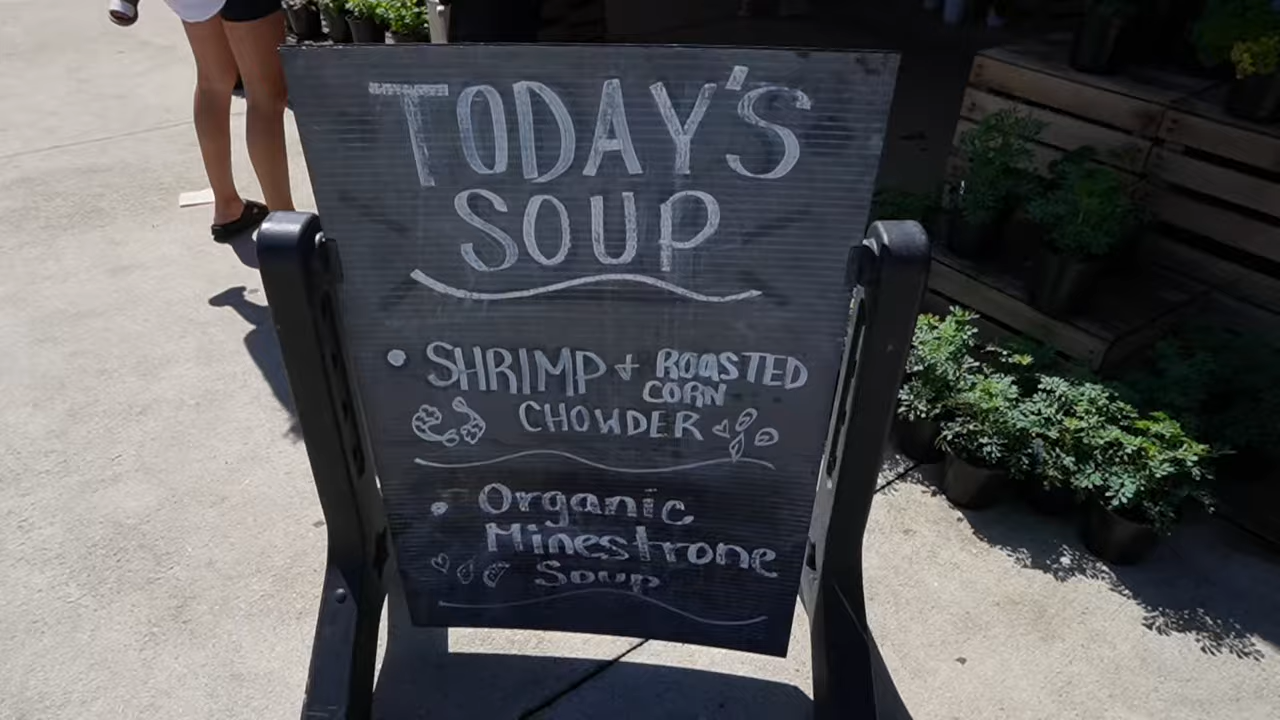 TODAY'S
SOUP
• SHRIMP + ROASTED
CORN
CHOWDER
• Organic
Minestrone
Soup